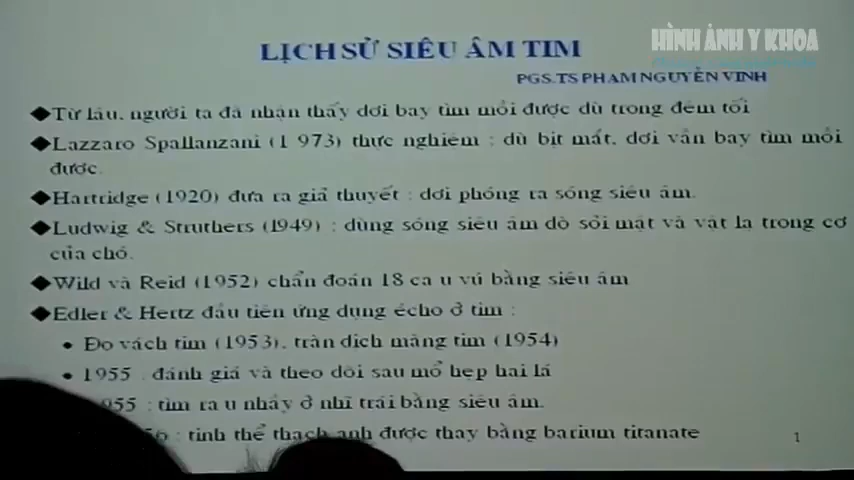 HÌNH ẢNH Y KHOA
LỊCH SỬ SIÊU ÂM TIM
PGS.TS PHẠM NGUYỄN VINH
◆Từ lâu, người ta đã nhận thấy dơi bay tìm mồi được dù trong đêm tối
◆Lazzaro Spallanzani (1 973) thực nghiệm : dù bịt mắt, dơi vẫn bay tìm mồi
được.
◆Hartridge (1920) đưa ra giả thuyết : dơi phóng ra sóng siêu âm.
◆Ludwig & Struthers (1949) : dùng sóng siêu âm dò sỏi mật và vật lạ trong cơ
của chó.
◆Wild và Reid (1952) chẩn đoán 18 ca u vú bằng siêu âm
◆Edler & Hertz đầu tiên ứng dụng écho ở tim :
• Đo vách tim (1953), tràn dịch màng tim (1954)
• 1955 : đánh giá và theo dõi sau mổ hẹp hai lá
955 : tìm ra u nhày ở nhĩ trái bằng siêu âm.
56 : tinh thể thạch anh được thay bằng barium titanate
1